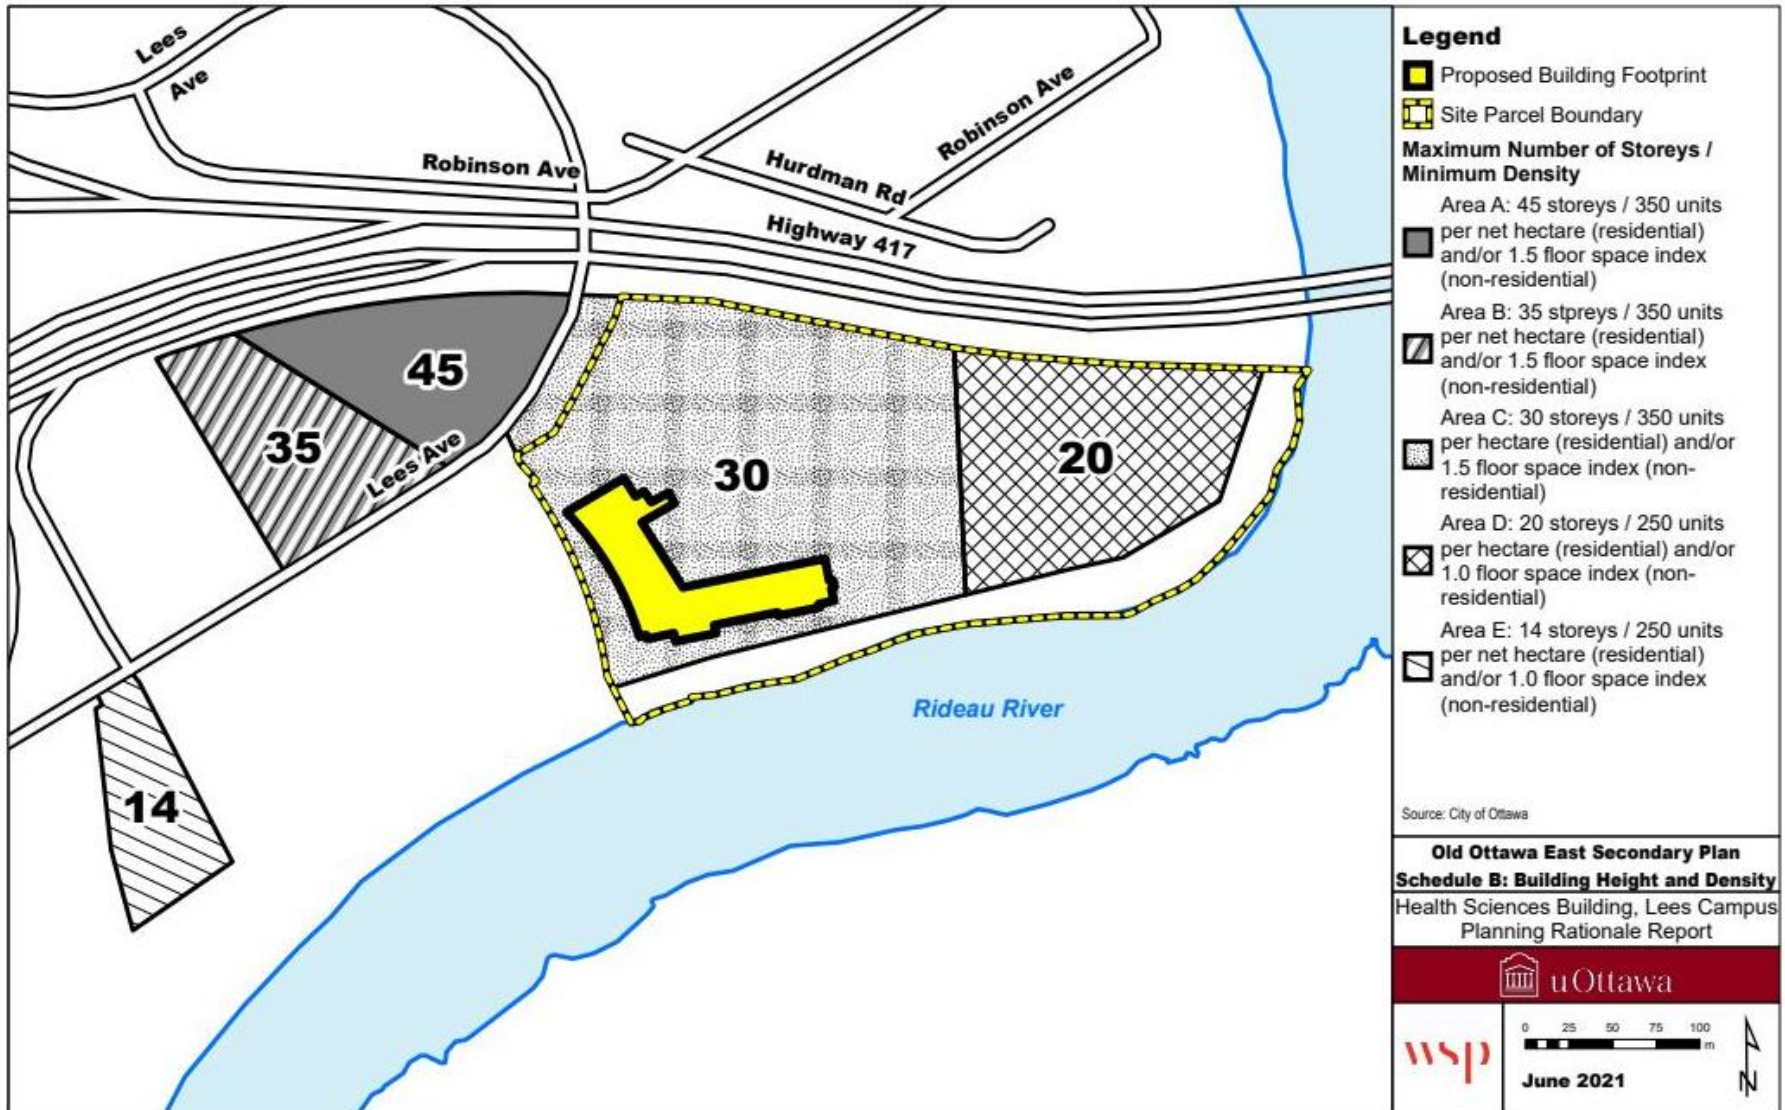 Lees
Ave
Robinson Ave
Robinson Ave
Hurdman Rd
Highway 417
45
35
Lees Ave
30
20
14
Rideau River
Legend
Proposed Building Footprint
Site Parcel Boundary
Maximum Number of Storeys /
Minimum Density
Area A: 45 storeys / 350 units
per net hectare (residential)
and/or 1.5 floor space index
(non-residential)
Area B: 35 stpreys / 350 units
per net hectare (residential)
and/or 1.5 floor space index
(non-residential)
Area C: 30 storeys / 350 units
per hectare (residential) and/or
1.5 floor space index (non-
residential)
Area D: 20 storeys / 250 units
per hectare (residential) and/or
1.0 floor space index (non-
residential)
Area E: 14 storeys / 250 units
per net hectare (residential)
and/or 1.0 floor space index
(non-residential)
Source: City of Ottawa
Old Ottawa East Secondary Plan
Schedule B: Building Height and Density
Health Sciences Building, Lees Campus
Planning Rationale Report
uOttawa
wsp
0 25 50 75 100
m
June 2021
N